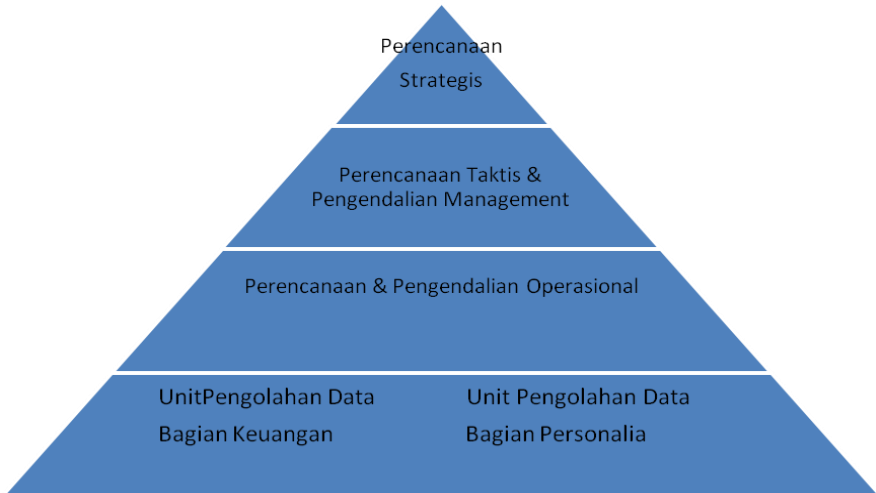 Perencanaan
Strategis
Perencanaan Taktis &
Pengendalian Management
Perencanaan & Pengendalian Operasional
UnitPengolahan Data
Bagian Keuangan
Unit Pengolahan Data
Bagian Personalia